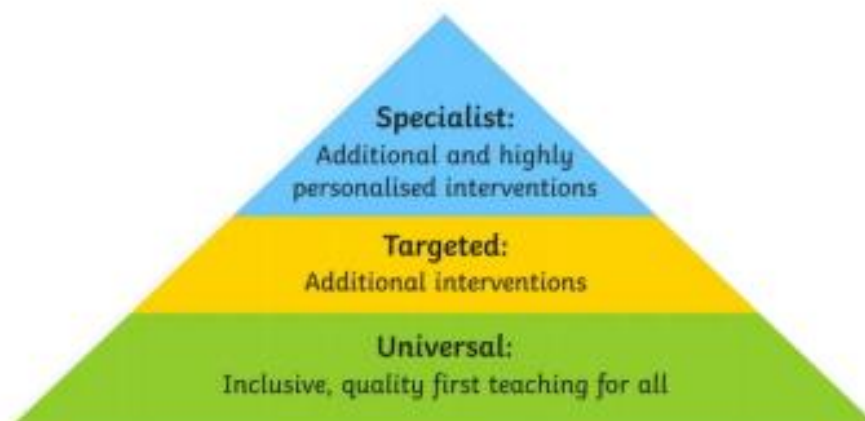 Specialist:
Additional and highly
personalised interventions
Targeted:
Additional interventions
Universal:
Inclusive, quality first teaching for all